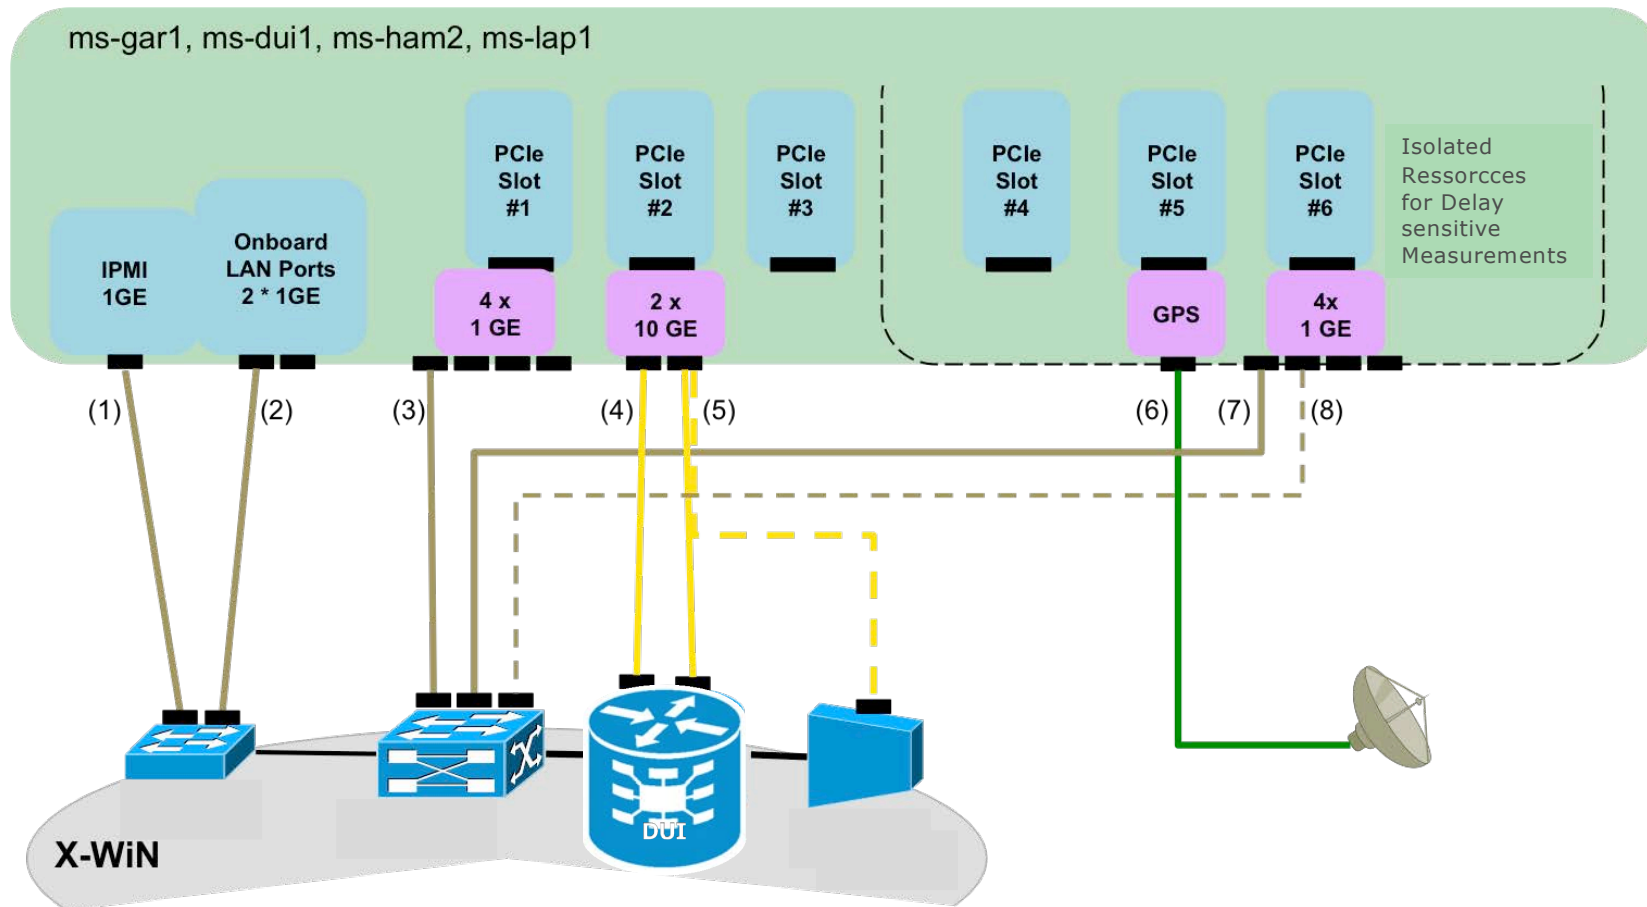 ms-gar1, ms-dui1, ms-ham2, ms-lap1
IPMI
1GE
Onboard
LAN Ports
2 * 1GE
PCIe
Slot
#1
PCIe
Slot
#2
PCIe
Slot
#3
PCIe
Slot
#4
PCIe
Slot
#5
PCIe
Slot
#6
Isolated
Ressorcces
for Delay
sensitive
Measurements
4 x
1 GE
2 x
10 GE
GPS
4x
1 GE
(1)
(2)
(3)
(4)
(5)
(6)
(7)
(8)
DUI
X-WiN